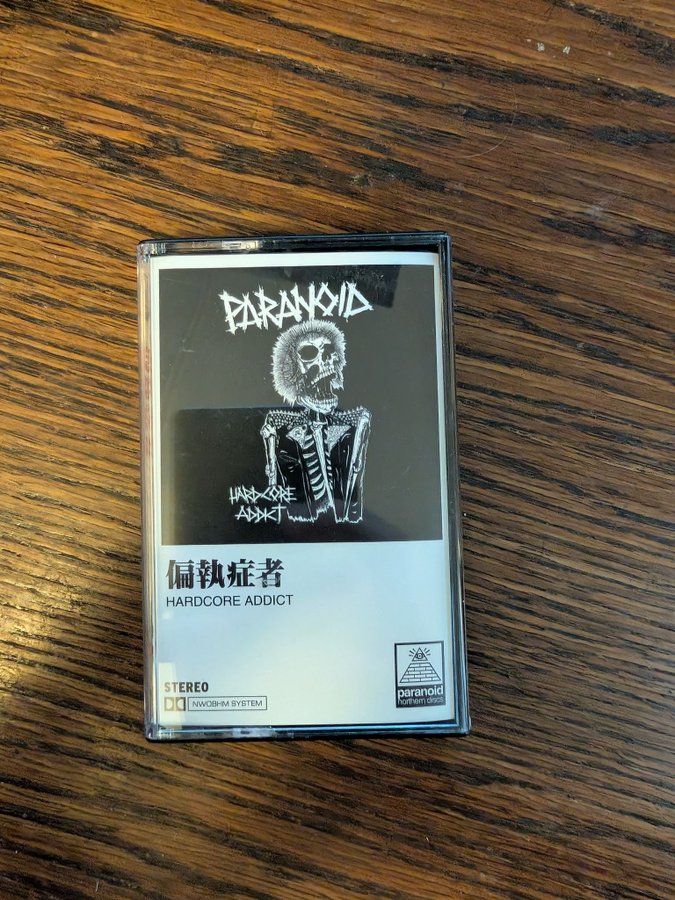 PARANOID
HARDCORE
ADDICT
偏執症者
HARDCORE ADDICT
STEREO
NWOBHM SYSTEM
paranoid
northern discs